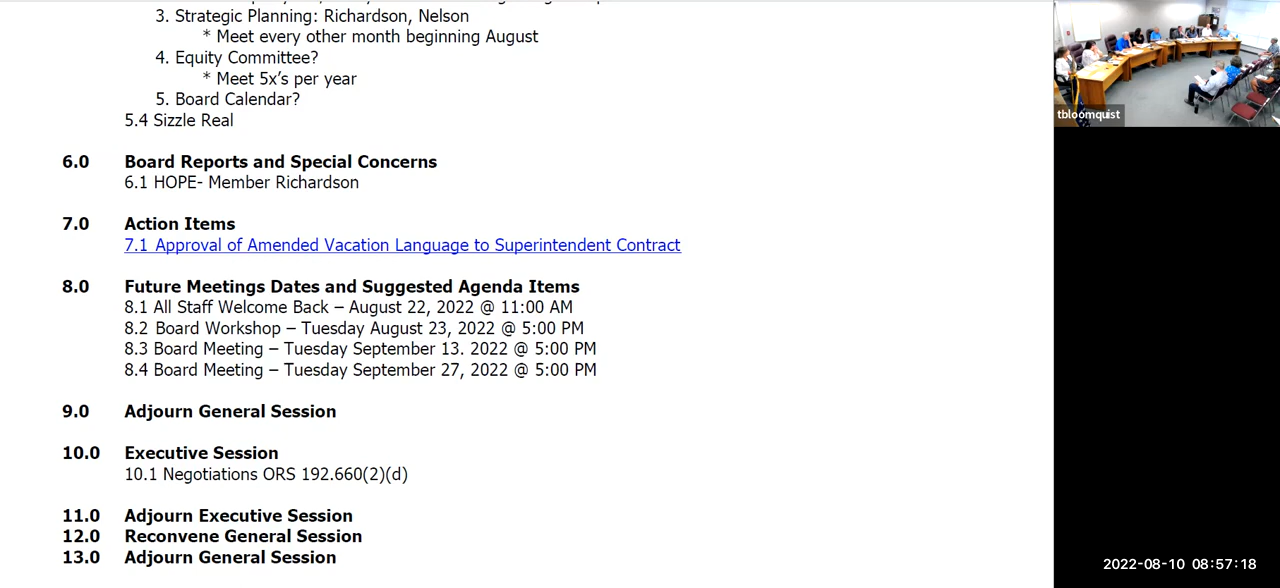 3. Strategic Planning: Richardson, Nelson
* Meet every other month beginning August
4. Equity Committee?
* Meet 5x's per year
5. Board Calendar?
5.4 Sizzle Real
6.0 Board Reports and Special Concerns
6.1 HOPE- Member Richardson
7.0 Action Items
7.1 Approval of Amended Vacation Language to Superintendent Contract
8.0 Future Meetings Dates and Suggested Agenda Items
8.1 All Staff Welcome Back – August 22, 2022 @ 11:00 AM
8.2 Board Workshop – Tuesday August 23, 2022 @ 5:00 PM
8.3 Board Meeting – Tuesday September 13. 2022 @ 5:00 PM
8.4 Board Meeting – Tuesday September 27, 2022 @ 5:00 PM
9.0 Adjourn General Session
10.0 Executive Session
10.1 Negotiations ORS 192.660(2)(d)
11.0 Adjourn Executive Session
12.0 Reconvene General Session
13.0 Adjourn General Session
tbloomquist
2022-08-10 08:57:18